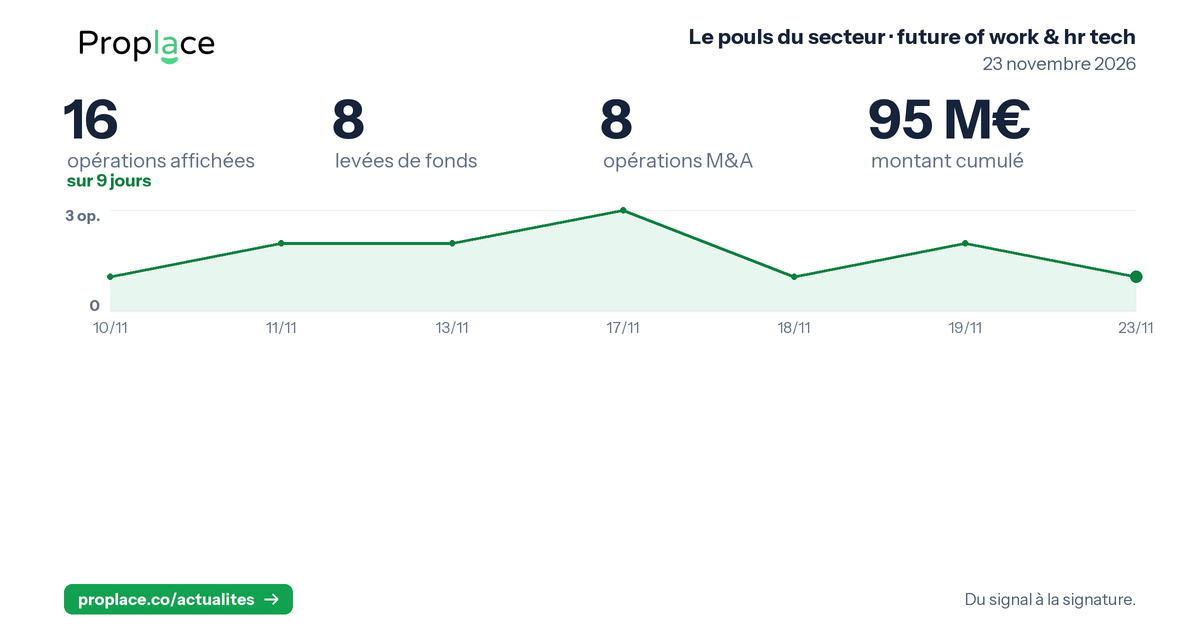 Proplace
Le pouls du secteur · future of work & hr tech
23 novembre 2026
16
opérations affichées
sur 9 jours
8
levées de fonds
8
opérations M&A
95 M€
montant cumulé
3 op.
0
10/11
11/11
13/11
17/11
18/11
19/11
23/11
proplace.co/actualites →
Du signal à la signature.